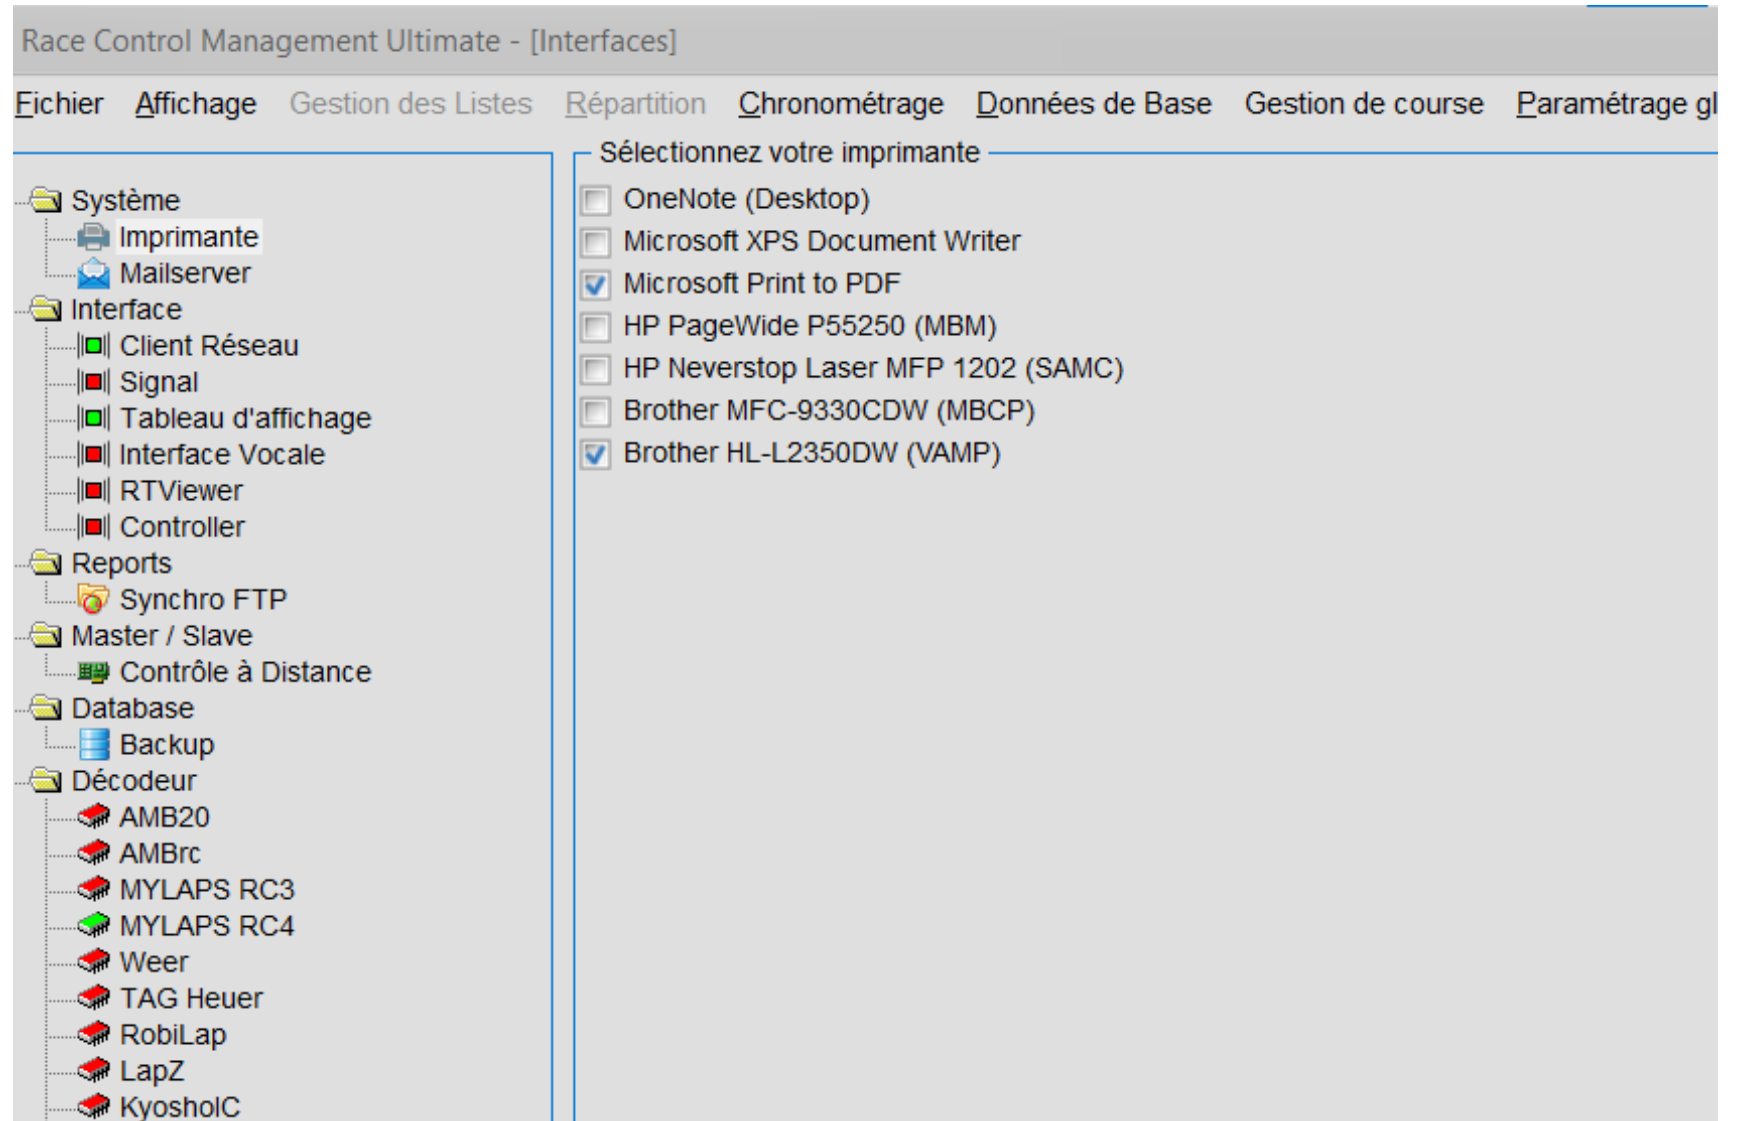 Race Control Management Ultimate - [Interfaces]
Fichier Affichage Gestion des Listes Répartition Chronométrage Données de Base Gestion de course Paramétrage gl
Système
Imprimante
Mailserver
Interface
Client Réseau
Signal
Tableau d'affichage
Interface Vocale
RTViewer
Controller
Reports
Synchro FTP
Master / Slave
Contrôle à Distance
Database
Backup
Décodeur
AMB20
AMBrc
MYLAPS RC3
MYLAPS RC4
Weer
TAG Heuer
RobiLap
LapZ
KyoshoIC
Sélectionnez votre imprimante
OneNote (Desktop)
Microsoft XPS Document Writer
Microsoft Print to PDF
HP PageWide P55250 (MBM)
HP Neverstop Laser MFP 1202 (SAMC)
Brother MFC-9330CDW (MBCP)
Brother HL-L2350DW (VAMP)